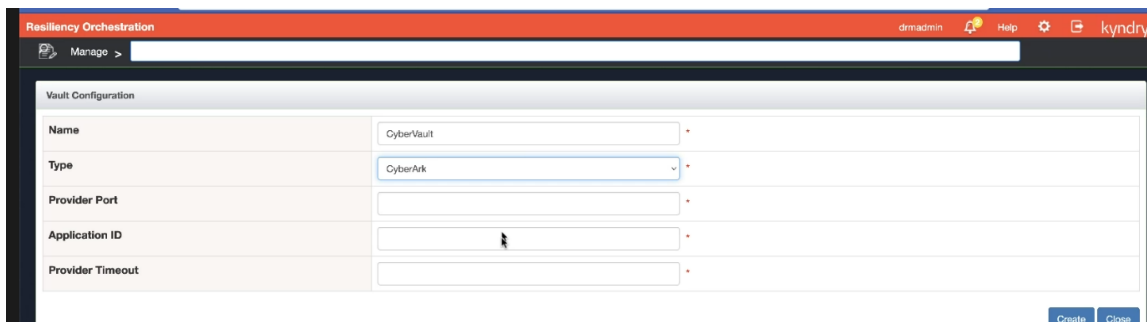 Resiliency Orchestration drmadmin 2 Help kyndry
Manage >
Vault Configuration
Name CyberVault *
Type CyberArk *
Provider Port *
Application ID *
Provider Timeout *
Create Close